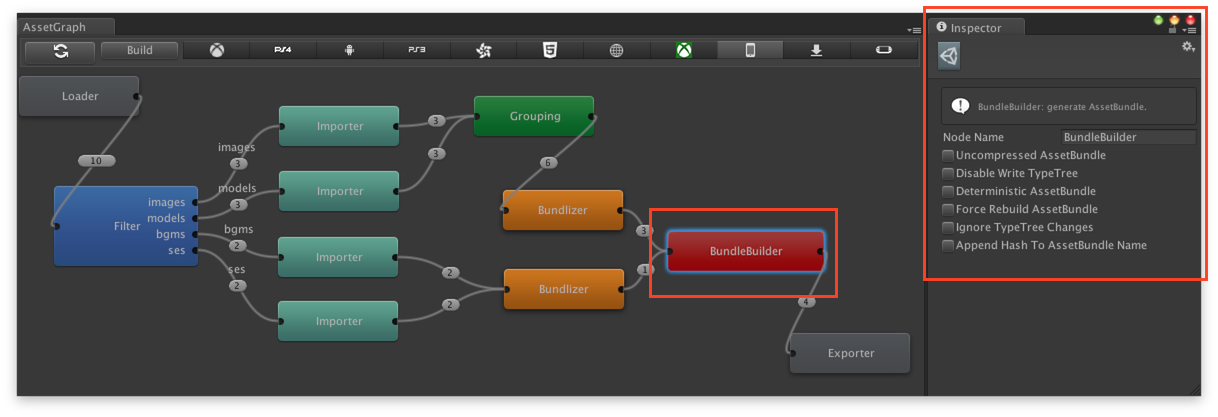 AssetGraph
Build
PS4
PS3
Loader
10
Filter
images
models
bgms
ses
images
3
models
3
bgms
2
ses
2
Importer
Importer
Importer
Importer
3
3
2
2
Grouping
6
Bundlizer
Bundlizer
3
1
BundleBuilder
4
Exporter
Inspector
BundleBuilder: generate AssetBundle.
Node Name BundleBuilder
Uncompressed AssetBundle
Disable Write TypeTree
Deterministic AssetBundle
Force Rebuild AssetBundle
Ignore TypeTree Changes
Append Hash To AssetBundle Name